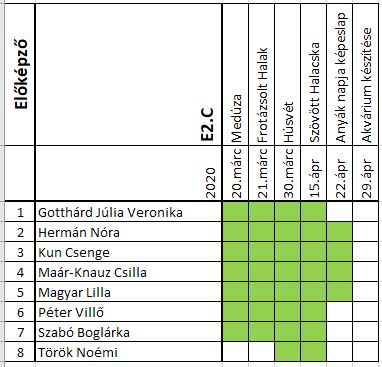 Előképző
E2.C
2020
20.márc Medúza
21.márc Frotázsolt Halak
30.márc Húsvét
15.ápr Szövött Halacska
22.ápr Anyák napja képeslap
29.ápr Akvárium készítése
1 Gotthárd Júlia Veronika
2 Hermán Nóra
3 Kun Csenge
4 Maár-Knauz Csilla
5 Magyar Lilla
6 Péter Villő
7 Szabó Boglárka
8 Török Noémi